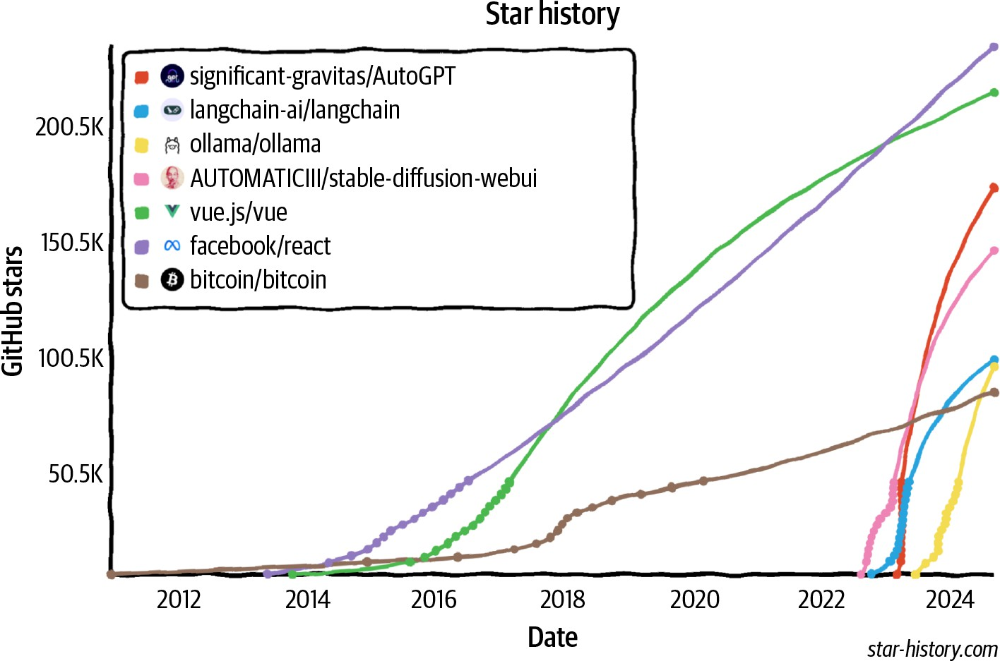 Star history
significant-gravitas/AutoGPT
langchain-ai/langchain
ollama/ollama
AUTOMATIC111/stable-diffusion-webui
vue.js/vue
facebook/react
bitcoin/bitcoin
200.5K
150.5K
100.5K
50.5K
GitHub stars
2012 2014 2016 2018 2020 2022 2024
Date
star-history.com